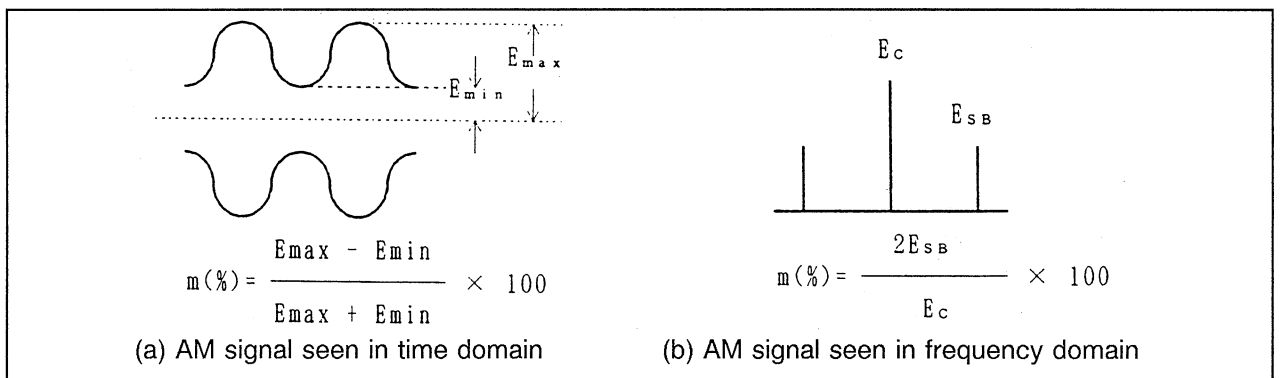 Emax
Emin
Emax - Emin
m(%)= ―――― × 100
Emax + Emin
(a) AM signal seen in time domain
EC
ESB
2ESB
m(%)= ―――― × 100
EC
(b) AM signal seen in frequency domain